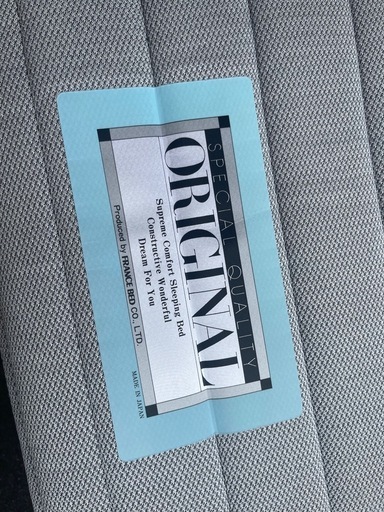 SPECIAL QUALITY
ORIGINAL
Supreme Comfort Sleeping Bed
Constructive Wonderful
Dream For You
Produced by FRANCE BED CO., LTD.
MADE IN JAPAN